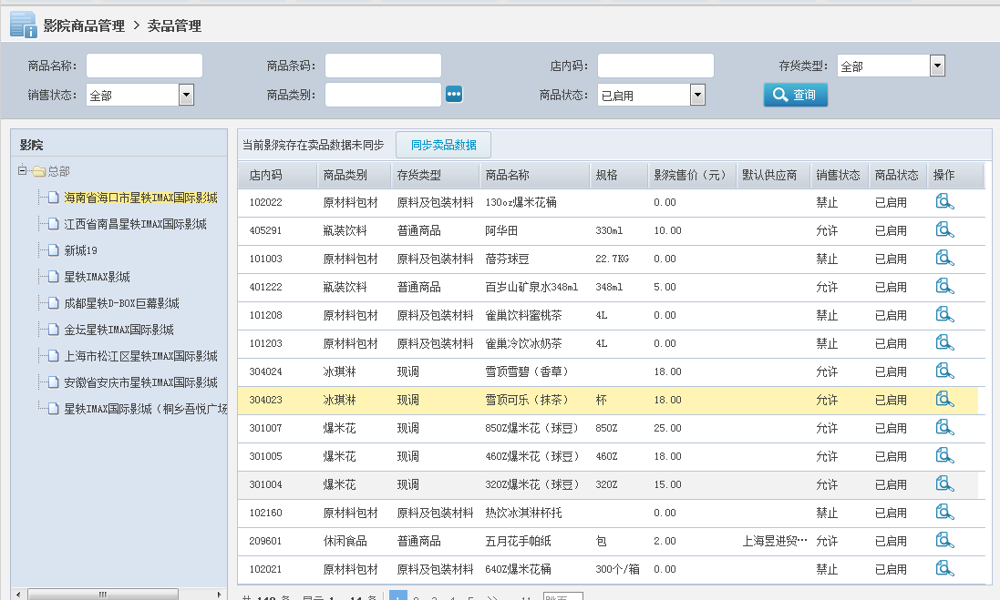 影院商品管理 > 卖品管理
商品名称： 商品条码： 店内码： 存货类型： 全部
销售状态： 全部 商品类别： 商品状态： 已启用 查询
影院
总部
海南省海口市星轶IMAX国际影城
江西省南昌星轶IMAX国际影城
新城19
星轶IMAX影城
成都星轶D-BOX巨幕影城
金坛星轶IMAX国际影城
上海市松江区星轶IMAX国际影城
安徽省安庆市星轶IMAX国际影城
星轶IMAX国际影城（桐乡吾悦广场
当前影院存在卖品数据未同步 同步卖品数据
店内码 商品类别 存货类型 商品名称 规格 影院售价（元） 默认供应商 销售状态 商品状态 操作
102022 原材料包材 原料及包装材料 130oz爆米花桶 0.00 禁止 已启用
405291 瓶装饮料 普通商品 阿华田 330ml 10.00 允许 已启用
101003 原材料包材 原料及包装材料 蓓芬球豆 22.7KG 0.00 禁止 已启用
401222 瓶装饮料 普通商品 百岁山矿泉水348ml 348ml 5.00 允许 已启用
101208 原材料包材 原料及包装材料 雀巢饮料蜜桃茶 4L 0.00 禁止 已启用
101203 原材料包材 原料及包装材料 雀巢冷饮冰奶茶 4L 0.00 禁止 已启用
304024 冰琪淋 现调 雪顶雪碧（香草） 18.00 允许 已启用
304023 冰琪淋 现调 雪顶可乐（抹茶） 杯 18.00 允许 已启用
301007 爆米花 现调 85OZ爆米花（球豆） 85OZ 25.00 允许 已启用
301005 爆米花 现调 46OZ爆米花（球豆） 46OZ 18.00 允许 已启用
301004 爆米花 现调 32OZ爆米花（球豆） 32OZ 15.00 允许 已启用
102160 原材料包材 原料及包装材料 热饮冰淇淋杯托 0.00 禁止 已启用
209601 休闲食品 普通商品 五月花手帕纸 包 2.00 上海昱进贸… 允许 已启用
102021 原材料包材 原料及包装材料 64OZ爆米花桶 300个/箱 0.00 禁止 已启用